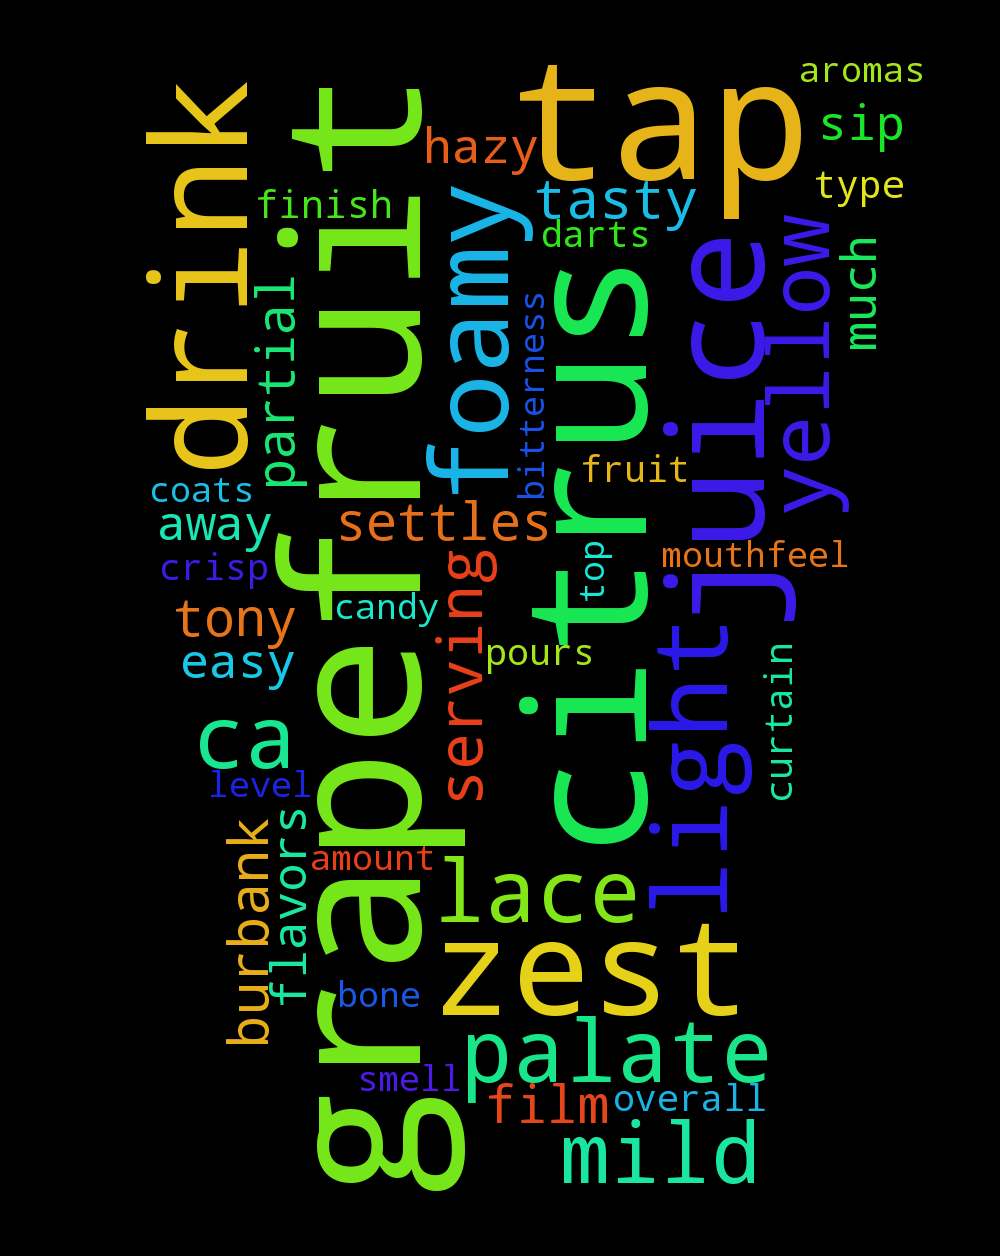 aromas
tap
drink
grapefruit
sip
hazy
type
tasty
finish
foamy
darts
juice
yellow
much
citrus
partial
bitterness
fruit
coats
settles
away
mouthfeel
top
crisp
serving
candy
tony
light
pours
easy
curtain
ca
level
flavors
burbank
amount
lace
zest
bone
palate
smell
film
overall
mild